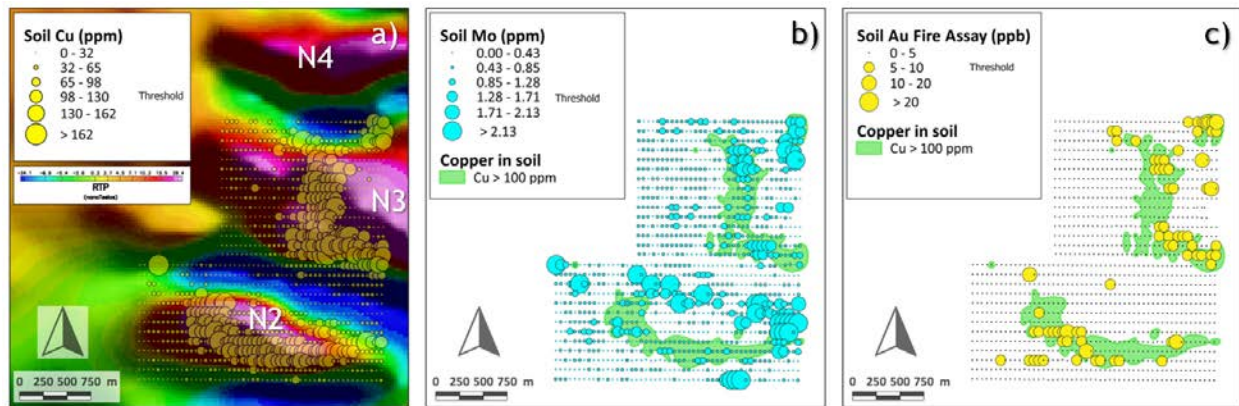 Soil Cu (ppm)
0 - 32
32 - 65
65 - 98
98 - 130
130 - 162
> 162
Threshold
RTP
(nanoTeslas)
a)
N4
N3
N2
0 250 500 750 m
Soil Mo (ppm)
0.00 - 0.43
0.43 - 0.85
0.85 - 1.28
1.28 - 1.71
1.71 - 2.13
> 2.13
Threshold
Copper in soil
Cu > 100 ppm
b)
0 250 500 750 m
Soil Au Fire Assay (ppb)
0 - 5
5 - 10
10 - 20
> 20
Threshold
Copper in soil
Cu > 100 ppm
c)
0 250 500 750 m